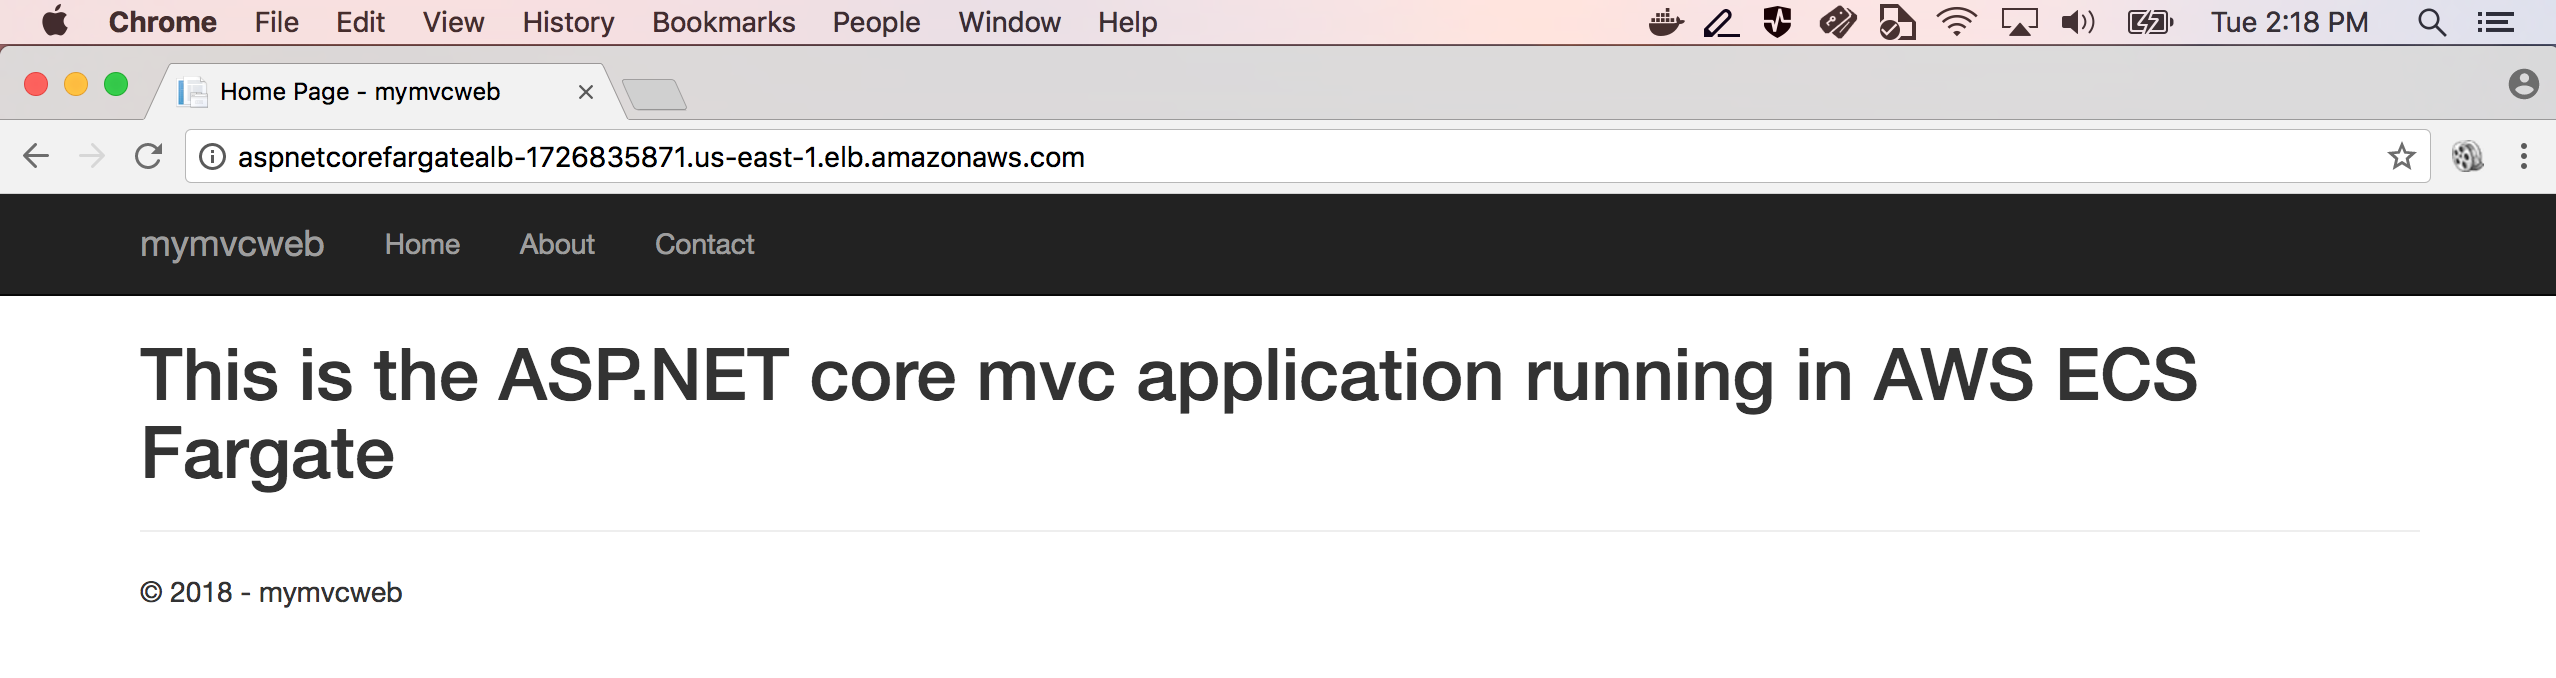 Chrome File Edit View History Bookmarks People Window Help Tue 2:18 PM
Home Page - mymvcweb
aspnetcorefargatealb-1726835871.us-east-1.elb.amazonaws.com
mymvcweb Home About Contact
This is the ASP.NET core mvc application running in AWS ECS
Fargate
© 2018 - mymvcweb